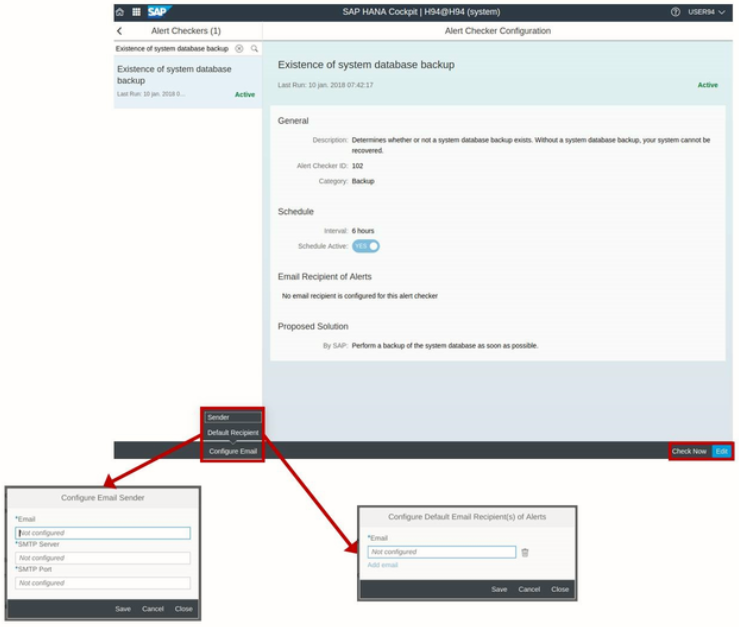 SAP
SAP HANA Cockpit | H94@H94 (system)
USER94
Alert Checkers (1)
Alert Checker Configuration
Existence of system database backup
Existence of system database
backup
Last Run: 10 jan. 2018 0...
Active
Existence of system database backup
Last Run: 10 jan. 2018 07:42:17
Active
General
Description: Determines whether or not a system database backup exists. Without a system database backup, your system cannot be
recovered.
Alert Checker ID: 102
Category: Backup
Schedule
Interval: 6 hours
Schedule Active: YES
Email Recipient of Alerts
No email recipient is configured for this alert checker
Proposed Solution
By SAP: Perform a backup of the system database as soon as possible.
Sender
Default Recipient
Configure Email
Check Now Edit
Configure Email Sender
*Email
Not configured
*SMTP Server
Not configured
*SMTP Port
Not configured
Save Cancel Close
Configure Default Email Recipient(s) of Alerts
*Email
Not configured
Add email
Save Cancel Close